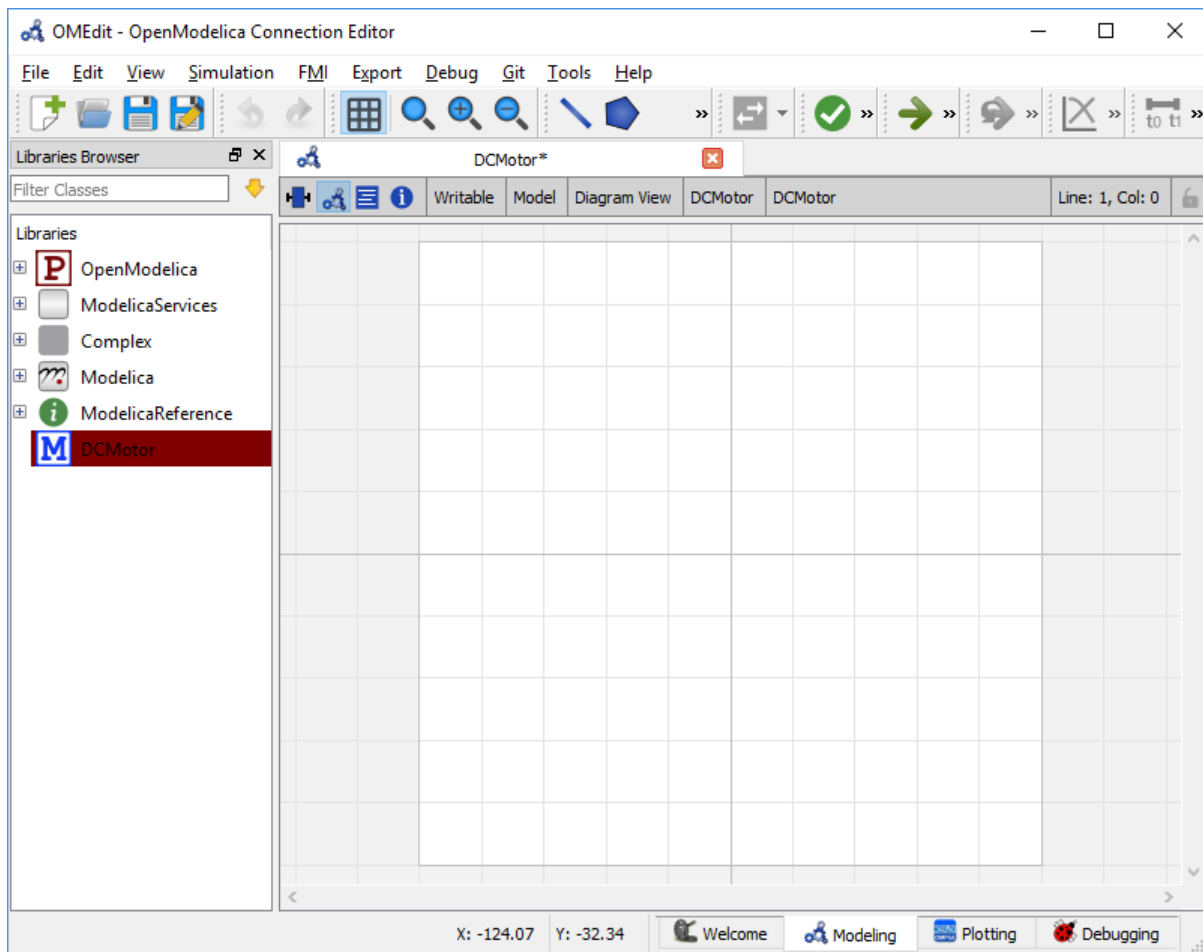 OMEdit - OpenModelica Connection Editor
File Edit View Simulation FMI Export Debug Git Tools Help
» » » » » t0 t1 »
Libraries Browser
DCMotor*
Filter Classes
Writable Model Diagram View DCMotor DCMotor Line: 1, Col: 0
Libraries
P OpenModelica
ModelicaServices
Complex
Modelica
i ModelicaReference
M DCMotor
X: -124.07 Y: -32.34 Welcome Modeling Plotting Debugging